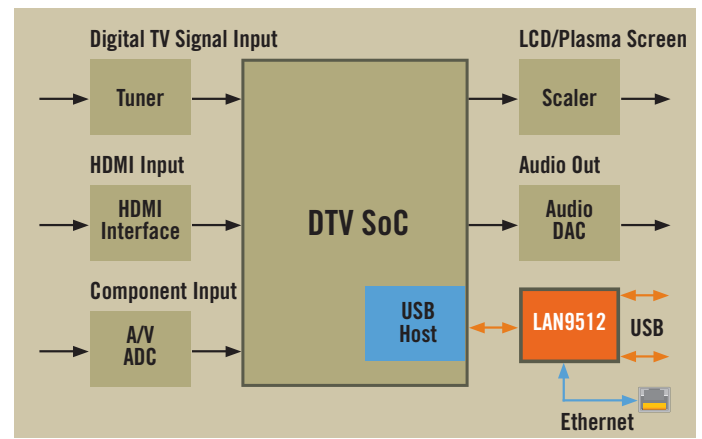 Digital TV Signal Input
LCD/Plasma Screen
Tuner
Scaler
HDMI Input
Audio Out
HDMI
Interface
DTV SoC
Audio
DAC
Component Input
A/V
ADC
USB
Host
LAN9512
USB
Ethernet